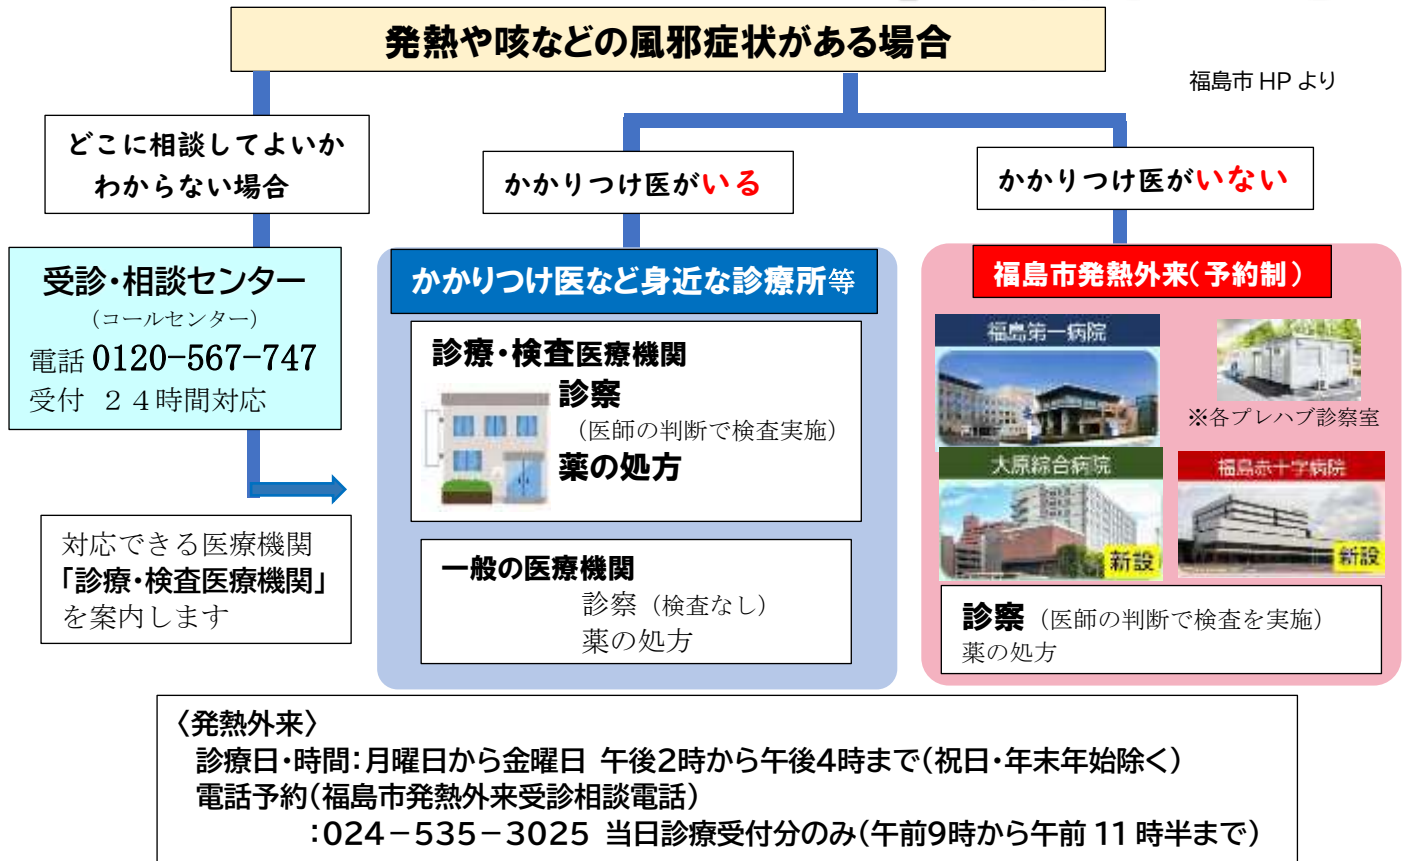 発熱や咳などの風邪症状がある場合
福島市 HP より
どこに相談してよいか
わからない場合
受診・相談センター
（コールセンター）
電話 0120-567-747
受付 ２４時間対応
対応できる医療機関
「診療・検査医療機関」
を案内します
かかりつけ医がいる
かかりつけ医など身近な診療所等
診療・検査医療機関
診察
（医師の判断で検査実施）
薬の処方
一般の医療機関
診察（検査なし）
薬の処方
かかりつけ医がいない
福島市発熱外来（予約制）
福島第一病院
※各プレハブ診察室
大原綜合病院
新設
福島赤十字病院
新設
診察（医師の判断で検査を実施）
薬の処方
〈発熱外来〉
診療日・時間：月曜日から金曜日 午後2時から午後4時まで（祝日・年末年始除く）
電話予約（福島市発熱外来受診相談電話）
：024－535－3025 当日診療受付分のみ（午前9時から午前 11 時半まで）